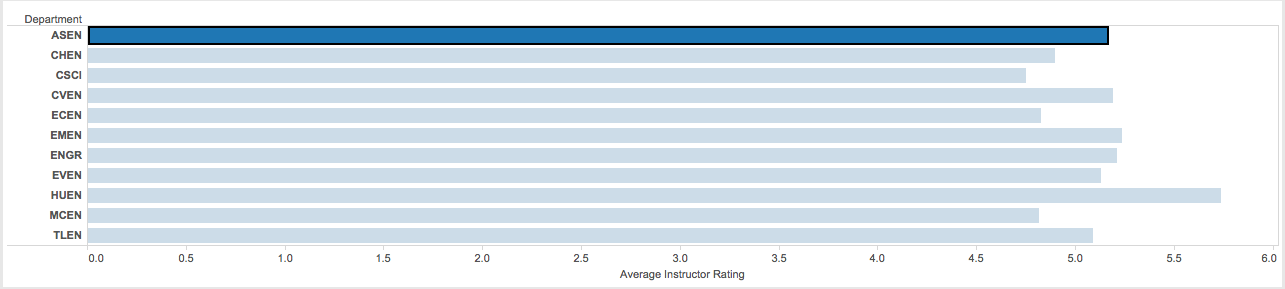 Department
ASEN
CHEN
CSCI
CVEN
ECEN
EMEN
ENGR
EVEN
HUEN
MCEN
TLEN
0.0 0.5 1.0 1.5 2.0 2.5 3.0 3.5 4.0 4.5 5.0 5.5 6.0
Average Instructor Rating